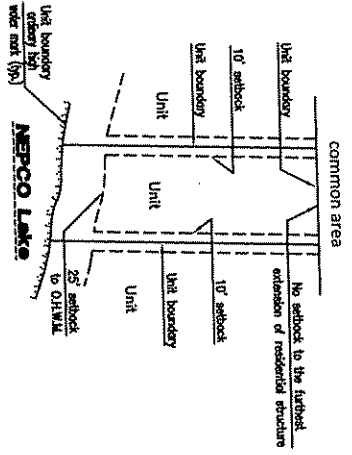 common area
Unit boundary
10' setback
Unit boundary
No setback to the furthest
extension of residential structure
10' setback
Unit boundary
Unit
Unit
Unit
25' setback
to O.H.W.M.
NEPCO Lake
Unit boundary
ordinary high
water mark (typ.)